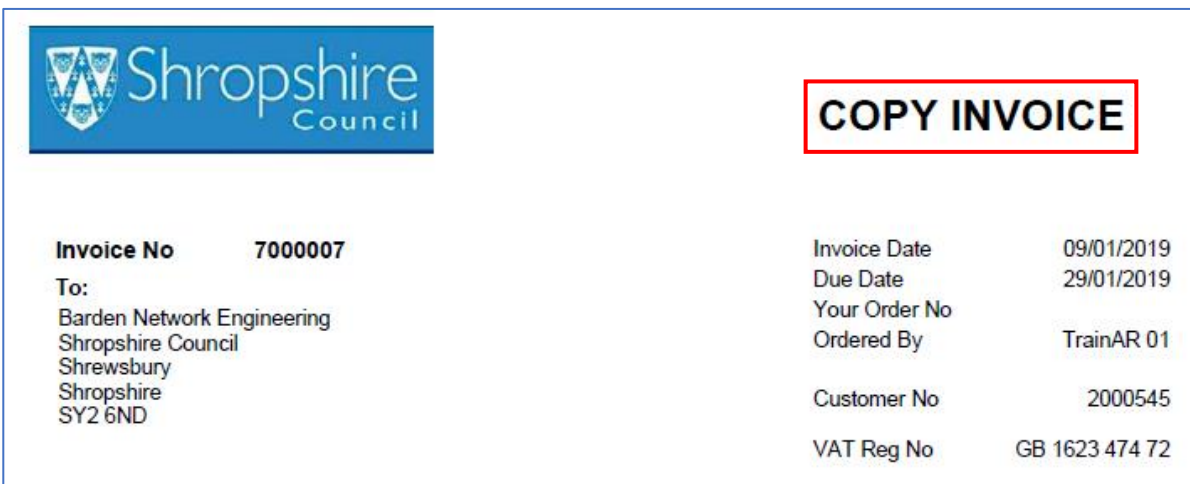 Shropshire
Council
COPY INVOICE
Invoice No 7000007
To:
Barden Network Engineering
Shropshire Council
Shrewsbury
Shropshire
SY2 6ND
Invoice Date 09/01/2019
Due Date 29/01/2019
Your Order No
Ordered By TrainAR 01
Customer No 2000545
VAT Reg No GB 1623 474 72